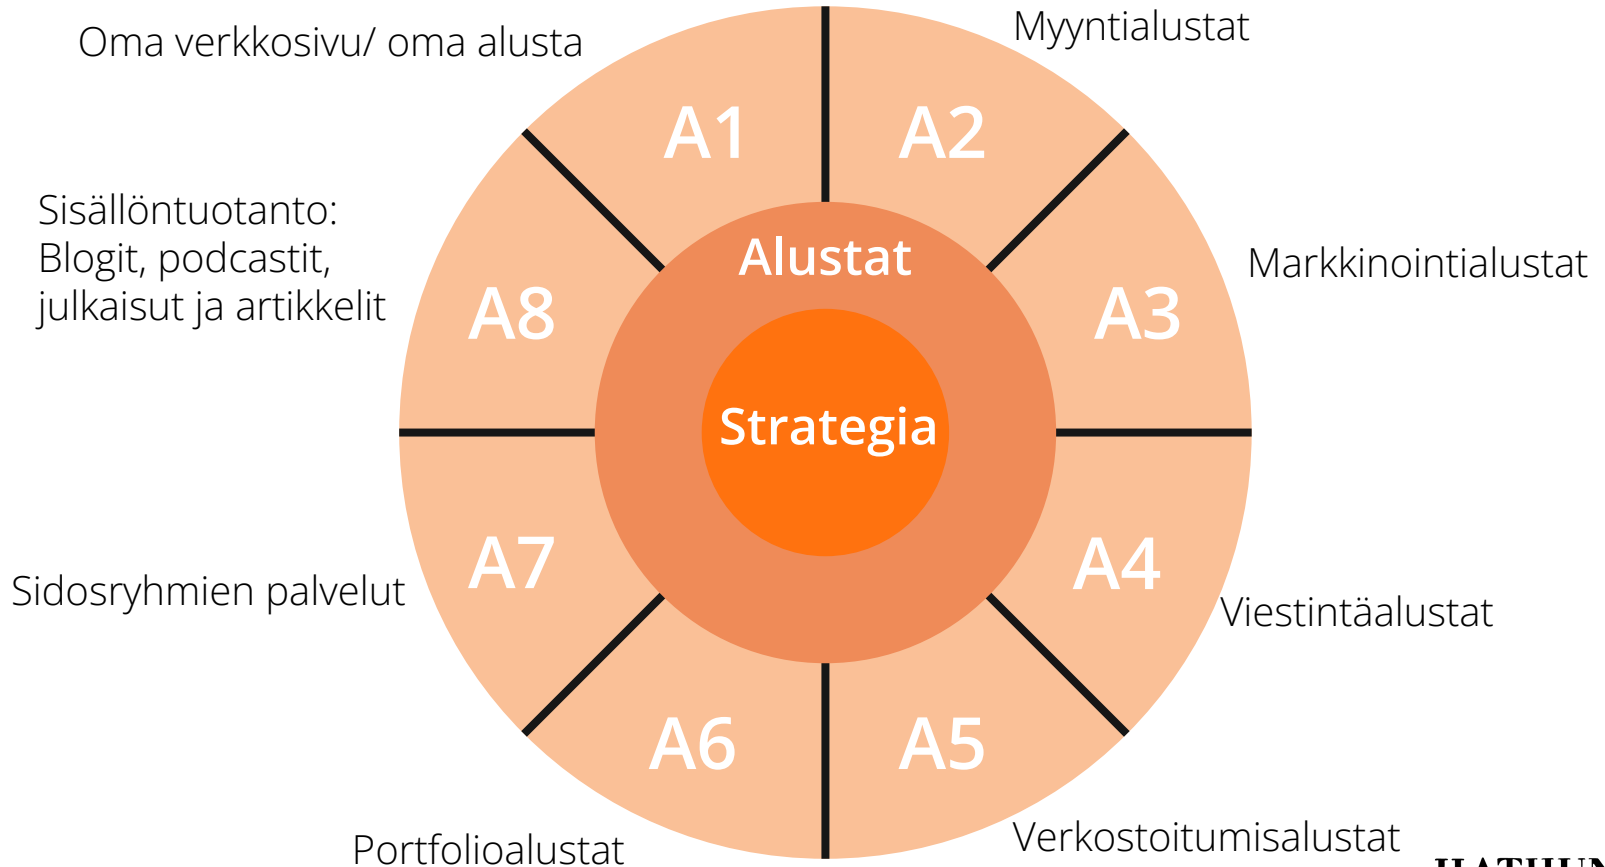 Oma verkkosivu/ oma alusta
Myyntialustat
A1
A2
Sisällöntuotanto:
Blogit, podcastit,
julkaisut ja artikkelit
Alustat
Markkinointialustat
A8
A3
Strategia
A7
A4
Sidosryhmien palvelut
Viestintäalustat
A6
A5
Portfolioalustat
Verkostoitumisalustat